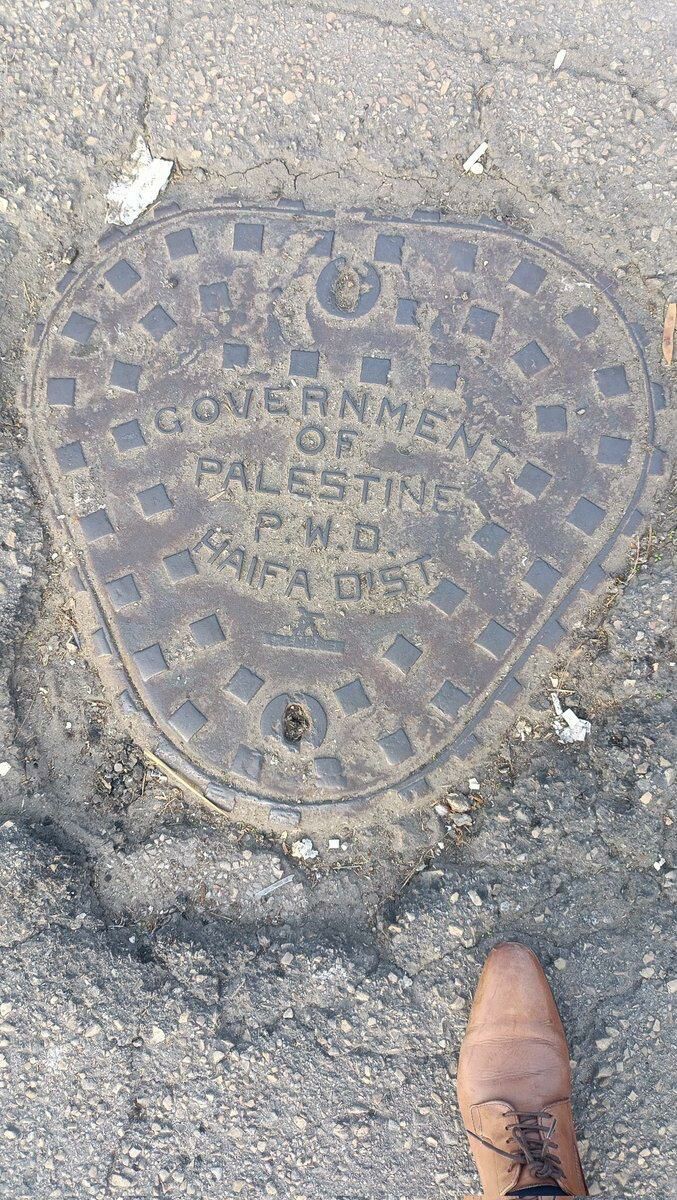 GOVERNMENT
OF
PALESTINE
P.W.D.
HAIFA DIST.